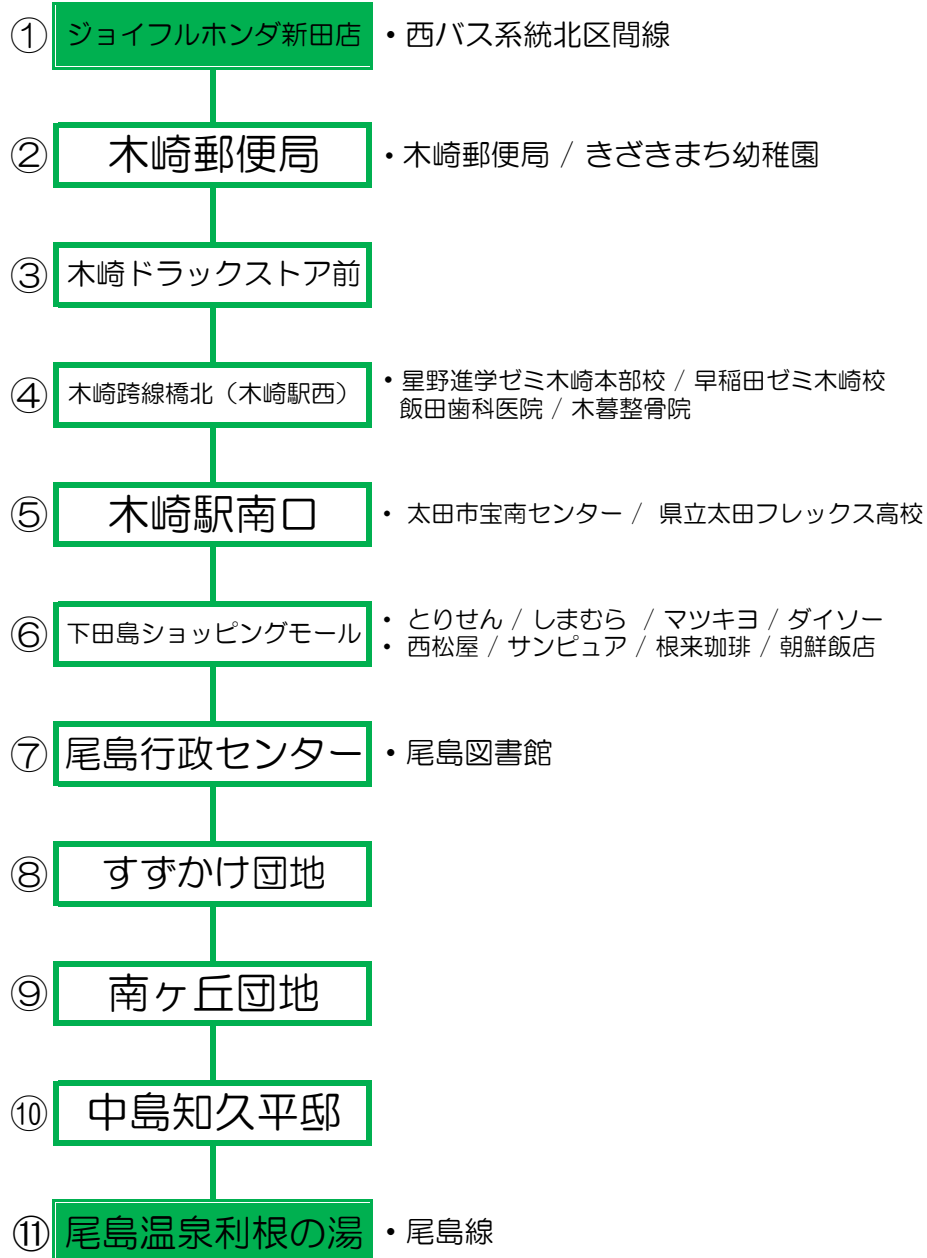 ① ジョイフルホンダ新田店 ・西バス系統北区間線
② 木崎郵便局 ・木崎郵便局 / きざきまち幼稚園
③ 木崎ドラックストア前
④ 木崎跨線橋北（木崎駅西） ・星野進学ゼミ木崎本部校 / 早稲田ゼミ木崎校
飯田歯科医院 / 木暮整骨院
⑤ 木崎駅南口 ・ 太田市宝南センター / 県立太田フレックス高校
⑥ 下田島ショッピングモール ・ とりせん / しまむら / マツキヨ / ダイソー
・ 西松屋 / サンピュア / 根来珈琲 / 朝鮮飯店
⑦ 尾島行政センター ・尾島図書館
⑧ すずかけ団地
⑨ 南ヶ丘団地
⑩ 中島知久平邸
⑪ 尾島温泉利根の湯 ・尾島線